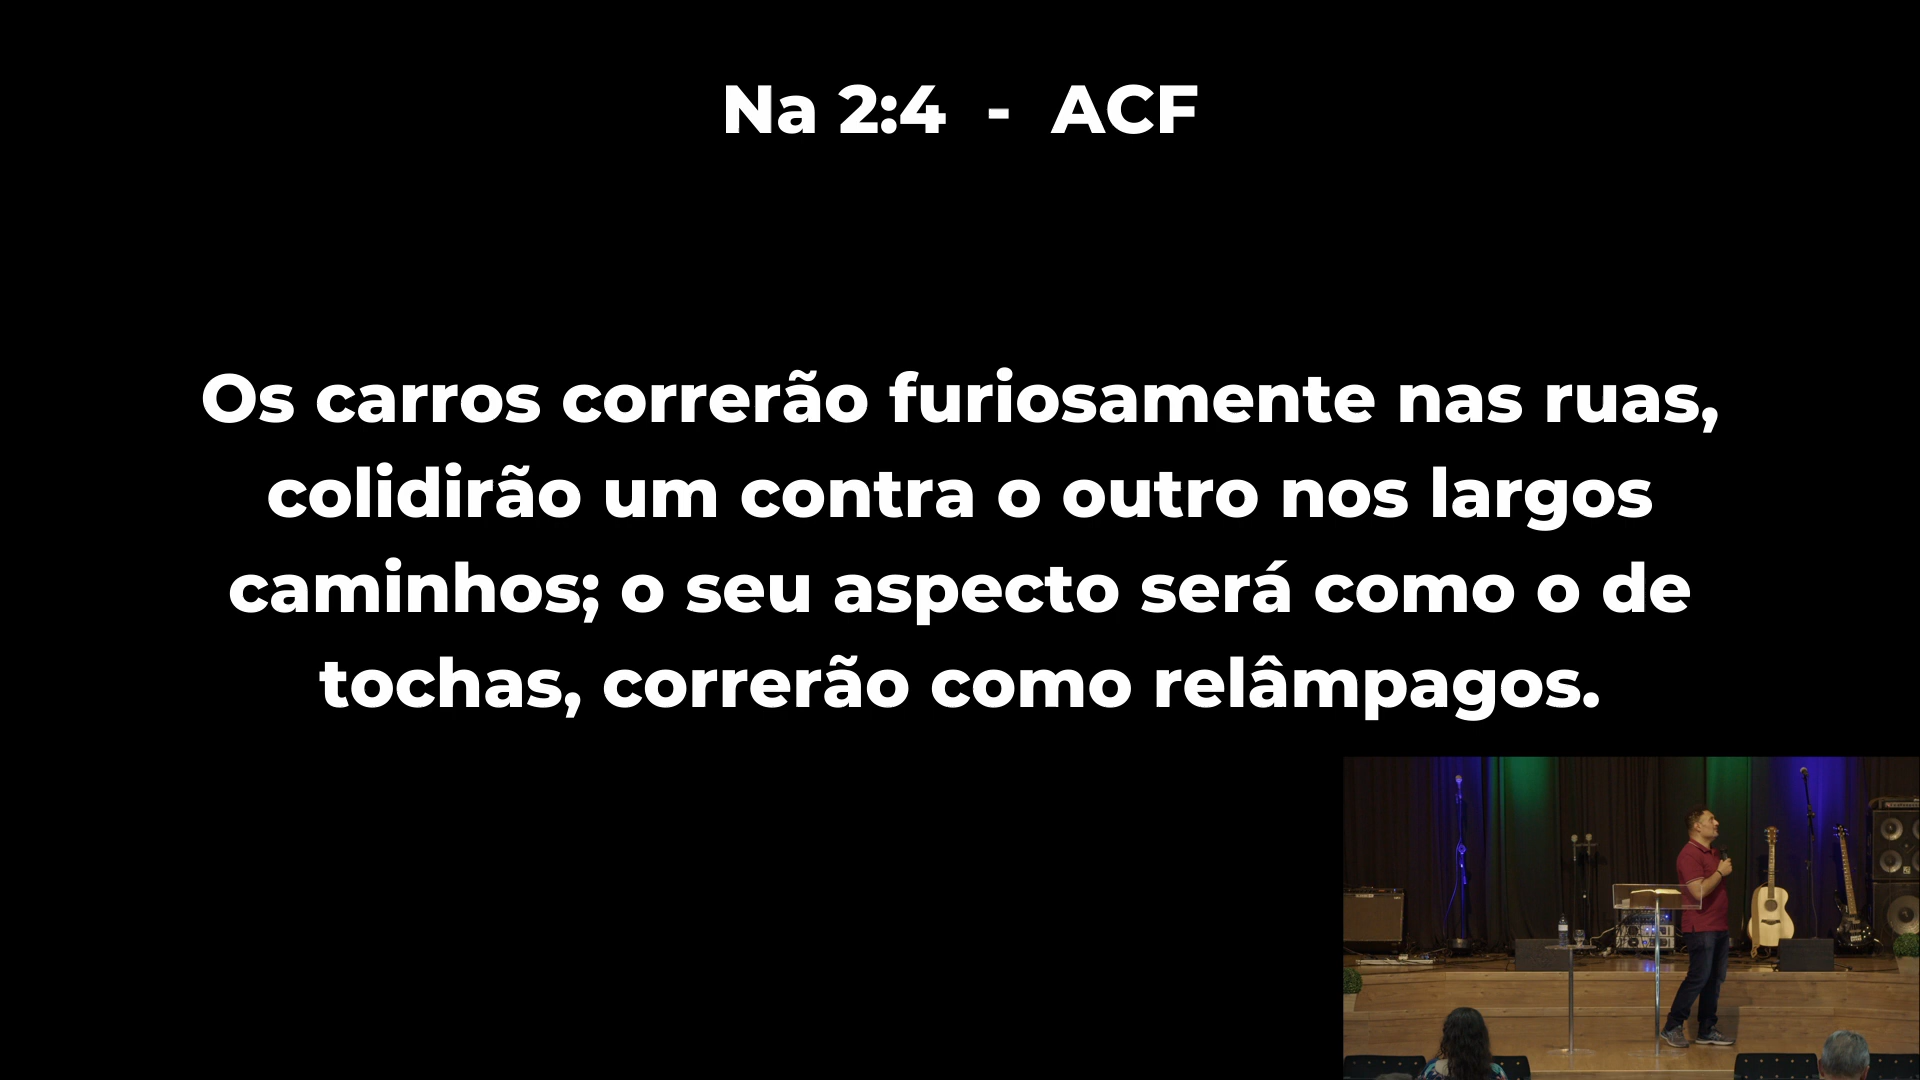 Na 2:4 - ACF
Os carros correrão furiosamente nas ruas,
colidirão um contra o outro nos largos
caminhos; o seu aspecto será como o de
tochas, correrão como relâmpagos.